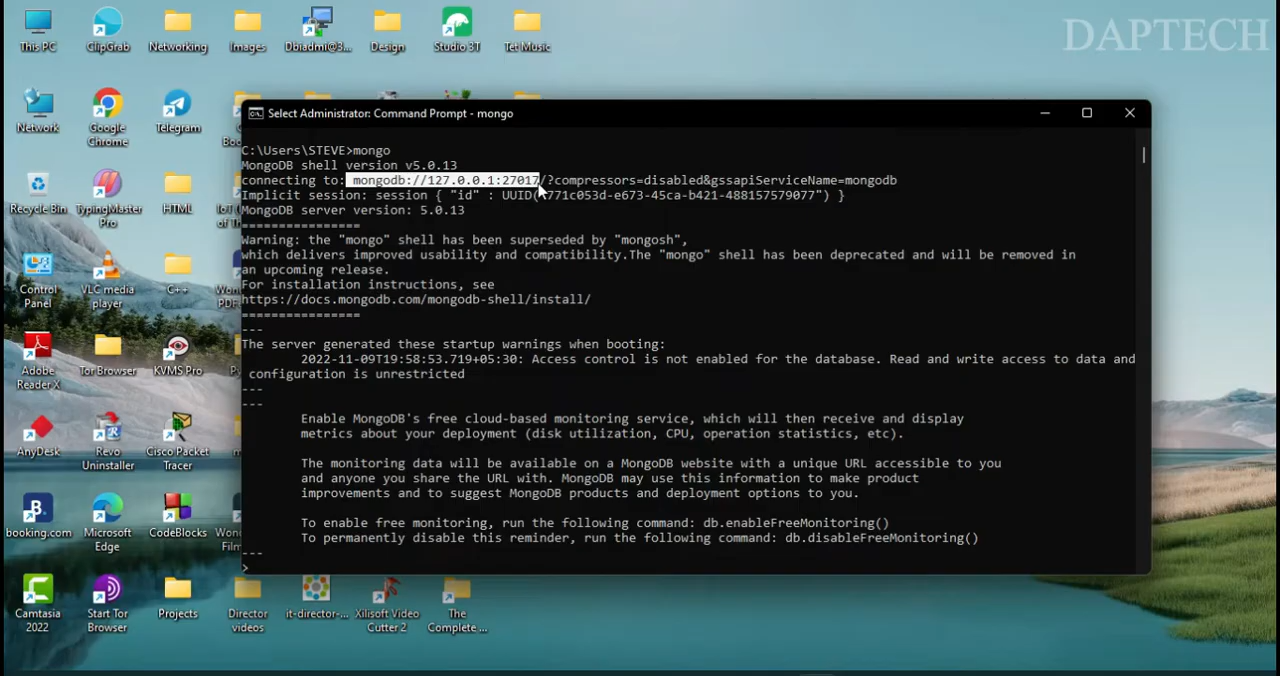 DAPTECH
This PC
ClipGrab
Networking
Images
Dbiadmi@3...
Design
Studio 3T
Tet Music
Network
Google
Chrome
Telegram
Recycle Bin
TypingMaster
Pro
HTML
Control
Panel
VLC media
player
C++
Adobe
Reader X
Tor Browser
KVMS Pro
AnyDesk
Revo
Uninstaller
Cisco Packet
Tracer
booking.com
Microsoft
Edge
CodeBlocks
Camtasia
2022
Start Tor
Browser
Projects
Director
videos
it-director-...
Xilisoft Video
Cutter 2
The
Complete ...
Select Administrator: Command Prompt - mongo
C:\Users\STEVE>mongo
MongoDB shell version v5.0.13
connecting to: mongodb://127.0.0.1:27017/?compressors=disabled&gssapiServiceName=mongodb
Implicit session: session { "id" : UUID( 771c053d-e673-45ca-b421-488157579077") }
MongoDB server version: 5.0.13
================
Warning: the "mongo" shell has been superseded by "mongosh",
which delivers improved usability and compatibility.The "mongo" shell has been deprecated and will be removed in
an upcoming release.
For installation instructions, see
https://docs.mongodb.com/mongodb-shell/install/
================
---
The server generated these startup warnings when booting:
2022-11-09T19:58:53.719+05:30: Access control is not enabled for the database. Read and write access to data and
configuration is unrestricted
---
---
Enable MongoDB's free cloud-based monitoring service, which will then receive and display
metrics about your deployment (disk utilization, CPU, operation statistics, etc).
The monitoring data will be available on a MongoDB website with a unique URL accessible to you
and anyone you share the URL with. MongoDB may use this information to make product
improvements and to suggest MongoDB products and deployment options to you.
To enable free monitoring, run the following command: db.enableFreeMonitoring()
To permanently disable this reminder, run the following command: db.disableFreeMonitoring()
---
>